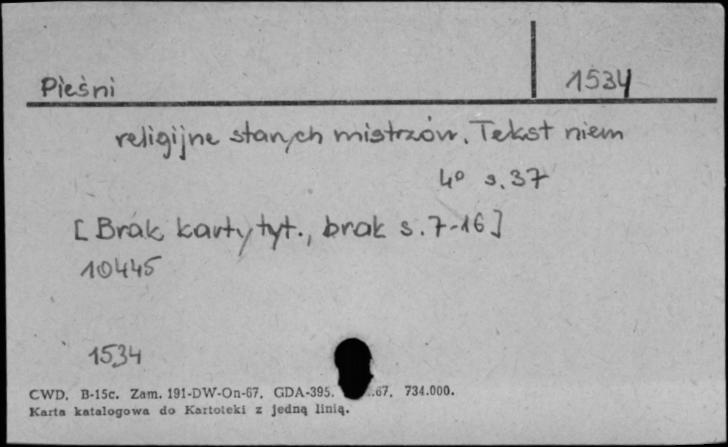 Pieśni 1534
religijne starych mistrzów. Tekst niem
4° s.37
[Brak karty tyt., brak s.7-16]
10445
1534
CWD. B-15c. Zam. 191-DW-On-67. GDA-395. .67. 734.000.
Karta katalogowa do Kartoteki z jedną linią.